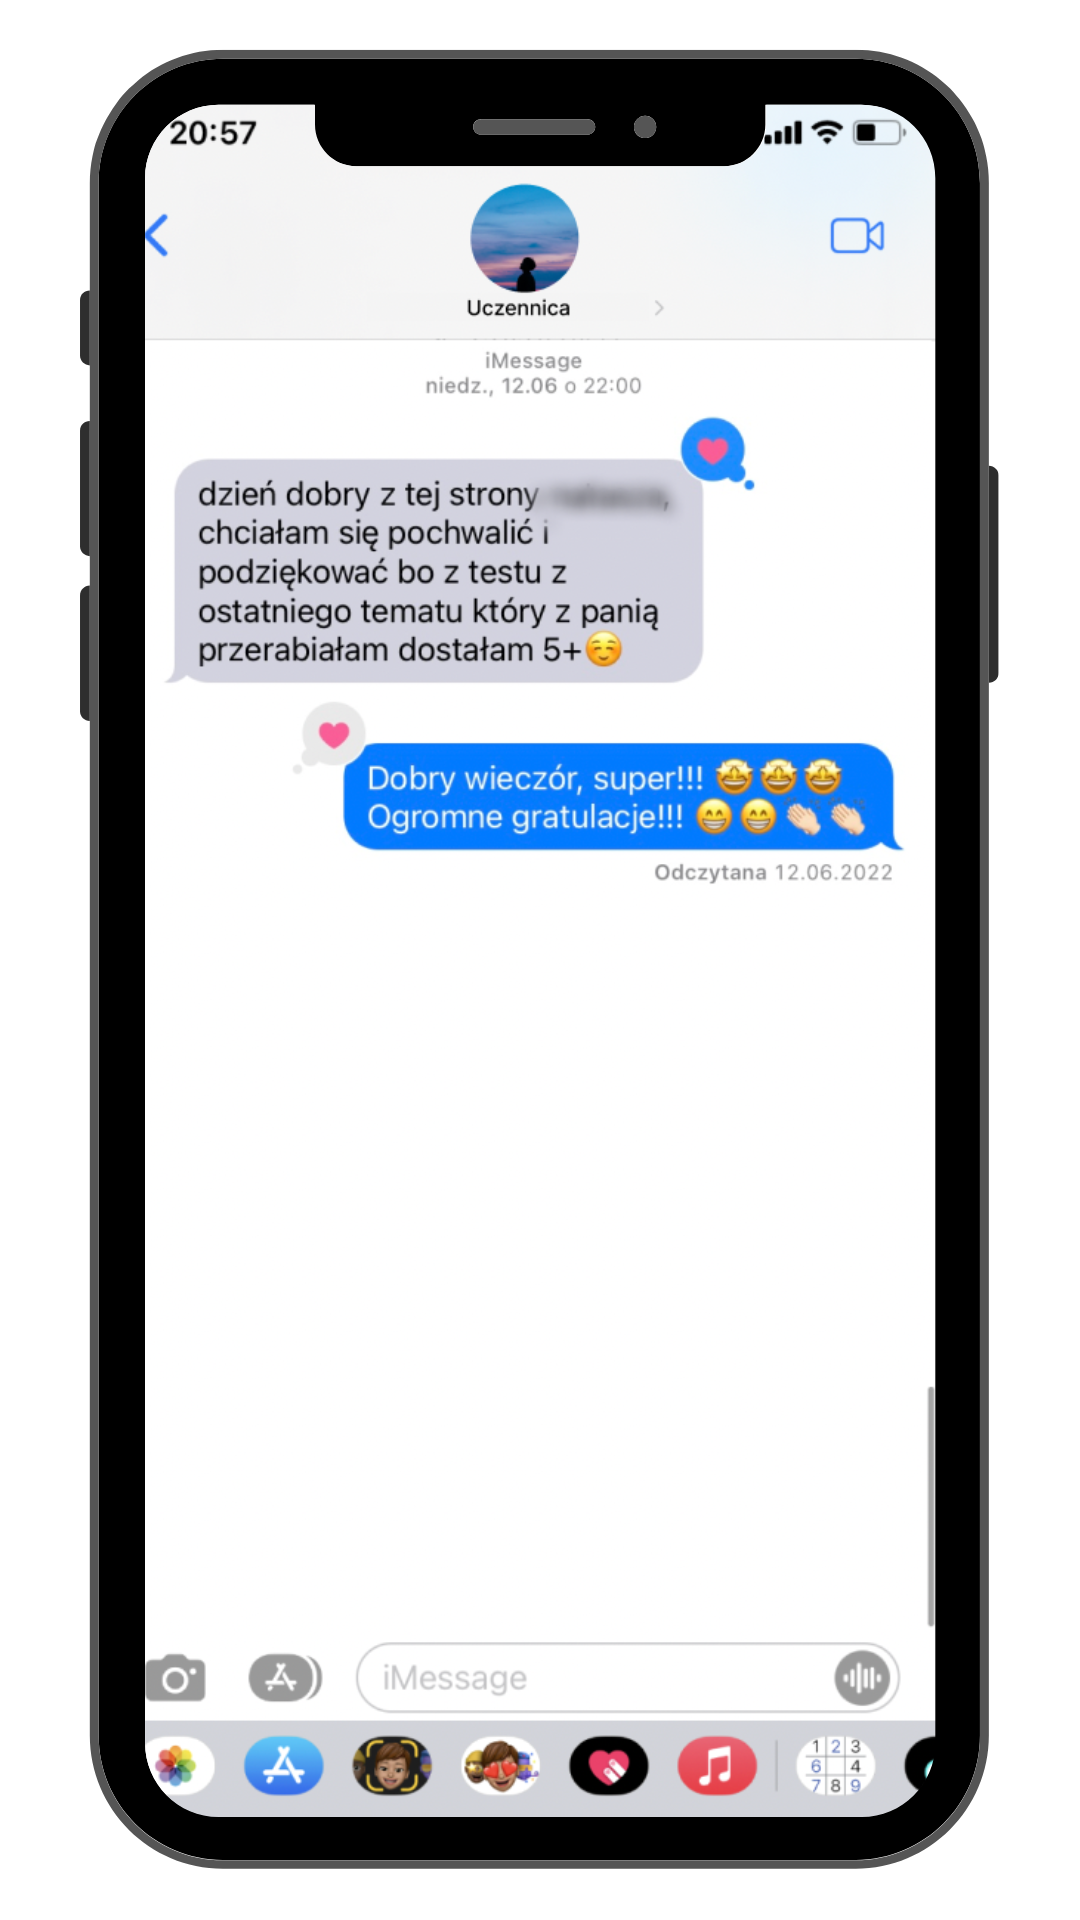 20:57
Uczennica
iMessage
niedz., 12.06 o 22:00
dzień dobry z tej strony
chciałam się pochwalić i
podziękować bo z testu z
ostatniego tematu który z panią
przerabiałam dostałam 5+☺️
Dobry wieczór, super!!! 🤩🤩🤩
Ogromne gratulacje!!! 😁😁👏🏻👏🏻
Odczytana 12.06.2022
iMessage
1 2 3
6 4
7 8 9